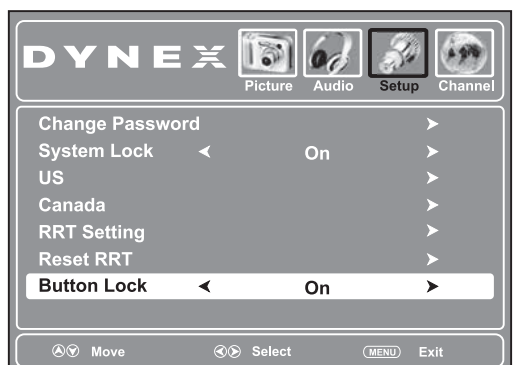 DYNEX
Picture Audio Setup Channel
Change Password
System Lock On
US
Canada
RRT Setting
Reset RRT
Button Lock On
Move Select MENU Exit